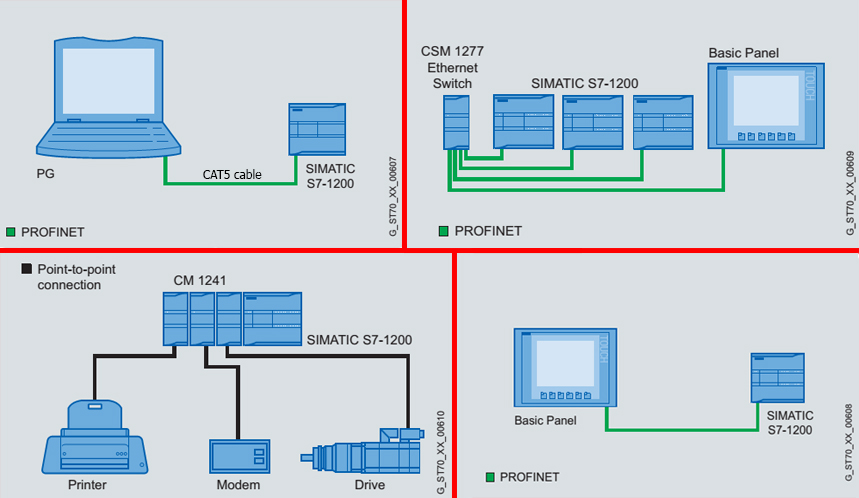 PG
CAT5 cable
SIMATIC
S7-1200
PROFINET
G_ST70_XX_00607
CSM 1277
Ethernet
Switch
SIMATIC S7-1200
Basic Panel
TOUCH
PROFINET
G_ST70_XX_00609
Point-to-point
connection
CM 1241
SIMATIC S7-1200
Printer
Modem
Drive
G_ST70_XX_00610
TOUCH
Basic Panel
SIMATIC
S7-1200
PROFINET
G_ST70_XX_00608